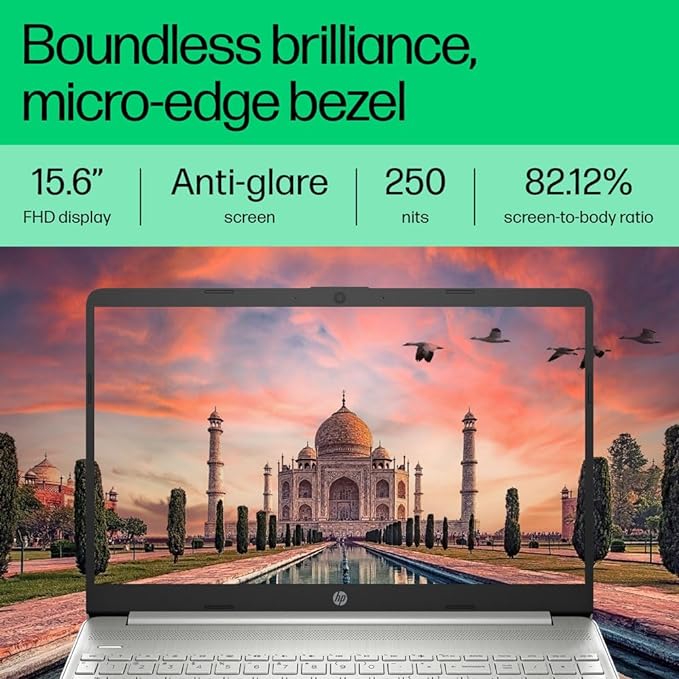 Boundless brilliance,
micro-edge bezel
15.6” Anti-glare 250 82.12%
FHD display screen nits screen-to-body ratio
hp